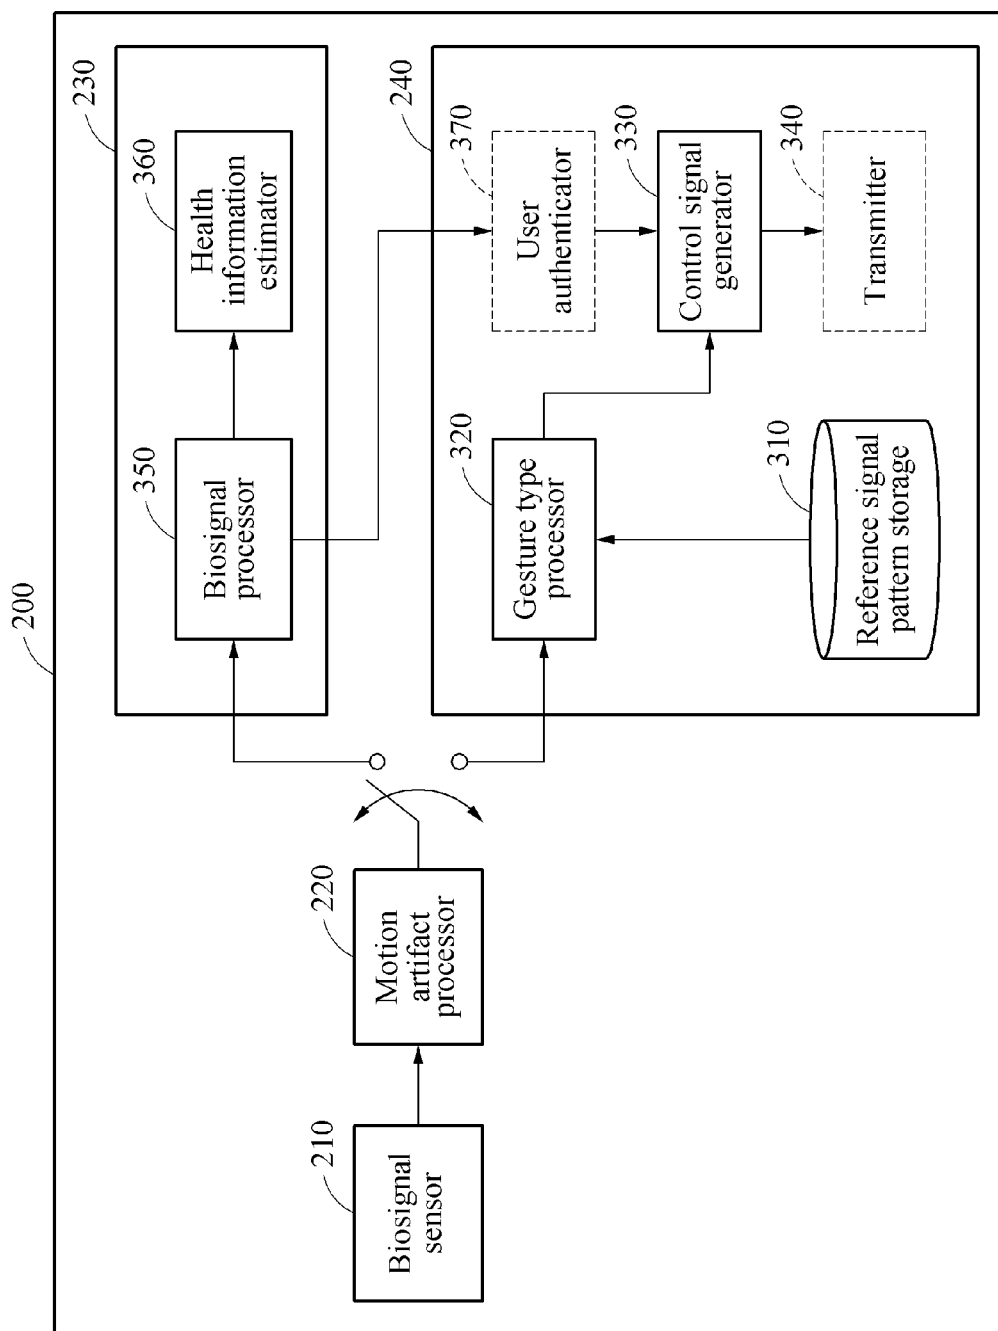 200
230
360
Health
information
estimator
350
Biosignal
processor
240
370
User
authenticator
330
Control signal
generator
340
Transmitter
320
Gesture type
processor
310
Reference signal
pattern storage
220
Motion
artifact
processor
210
Biosignal
sensor